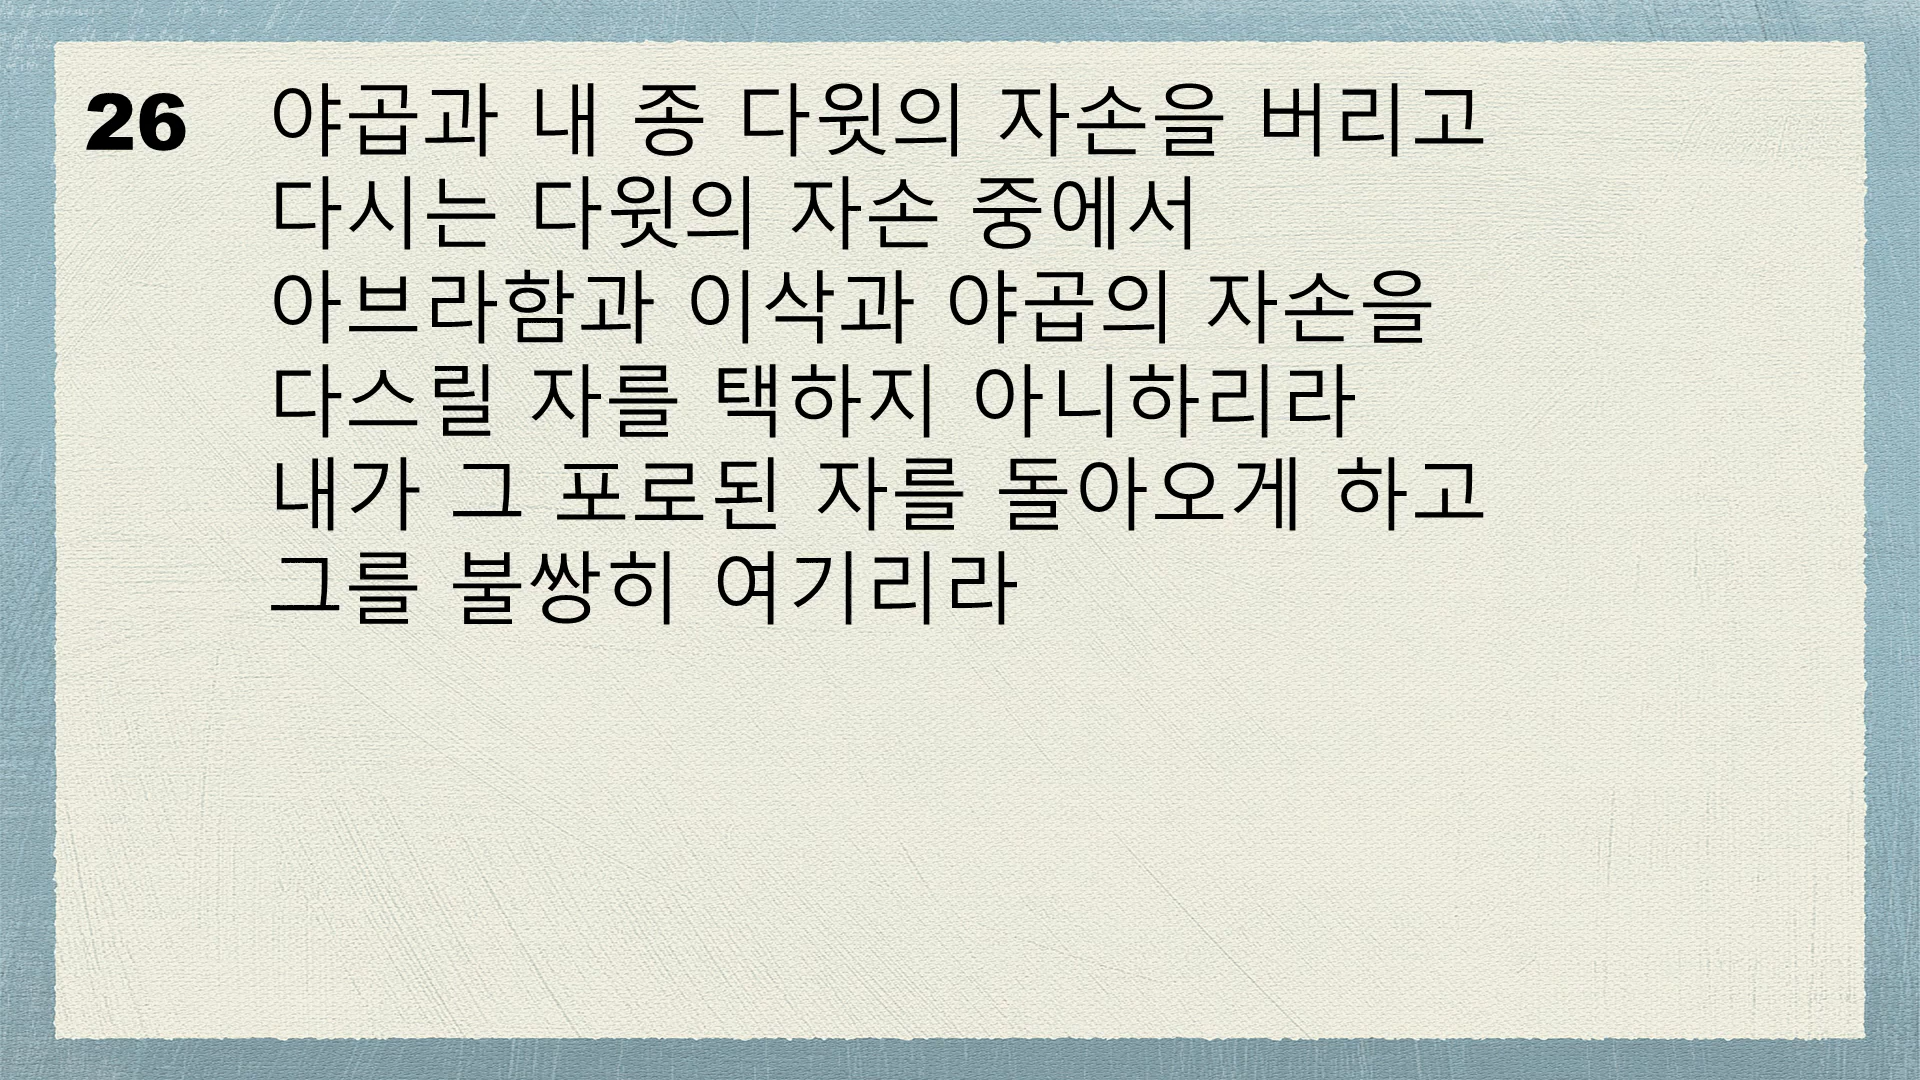 26 야곱과 내 종 다윗의 자손을 버리고
다시는 다윗의 자손 중에서
아브라함과 이삭과 야곱의 자손을
다스릴 자를 택하지 아니하리라
내가 그 포로된 자를 돌아오게 하고
그를 불쌍히 여기리라